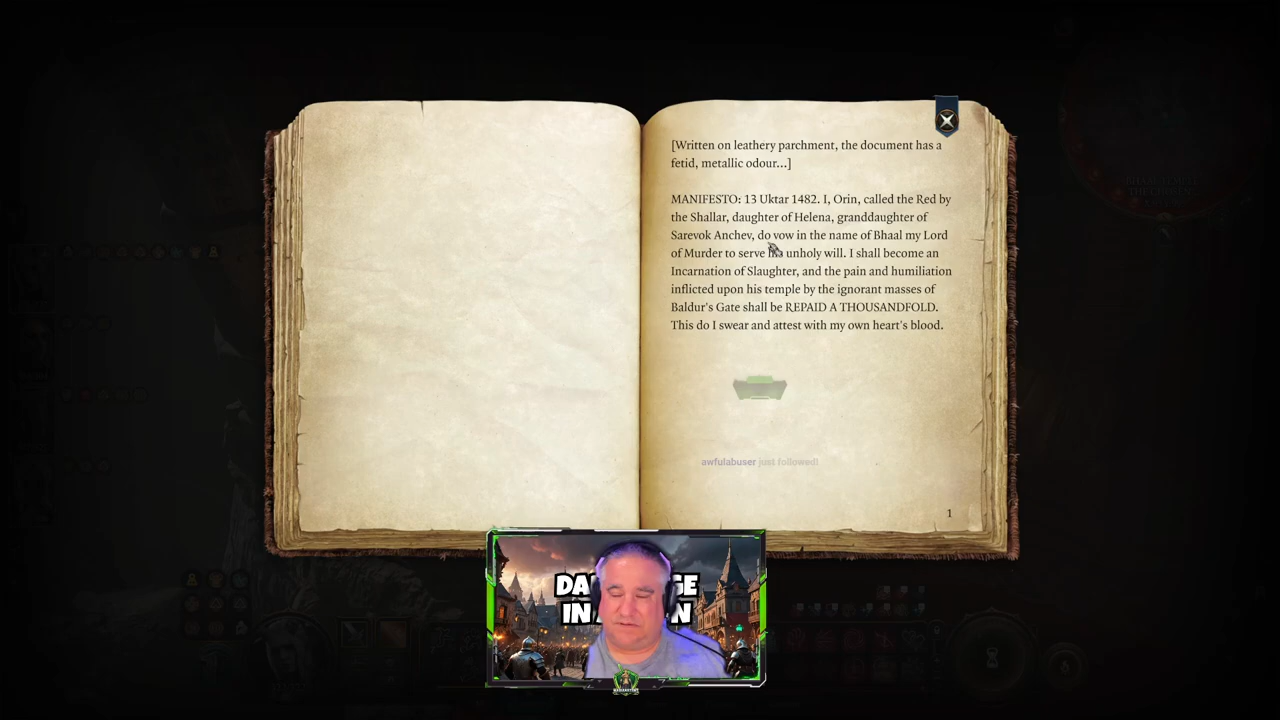 [Written on leathery parchment, the document has a
fetid, metallic odour...]
MANIFESTO: 13 Uktar 1482. I, Orin, called the Red by
the Shallar, daughter of Helena, granddaughter of
Sarevok Anchev, do vow in the name of Bhaal my Lord
of Murder to serve his unholy will. I shall become an
Incarnation of Slaughter, and the pain and humiliation
inflicted upon his temple by the ignorant masses of
Baldur's Gate shall be REPAID A THOUSANDFOLD.
This do I swear and attest with my own heart's blood.
awfulabuser just followed!
1